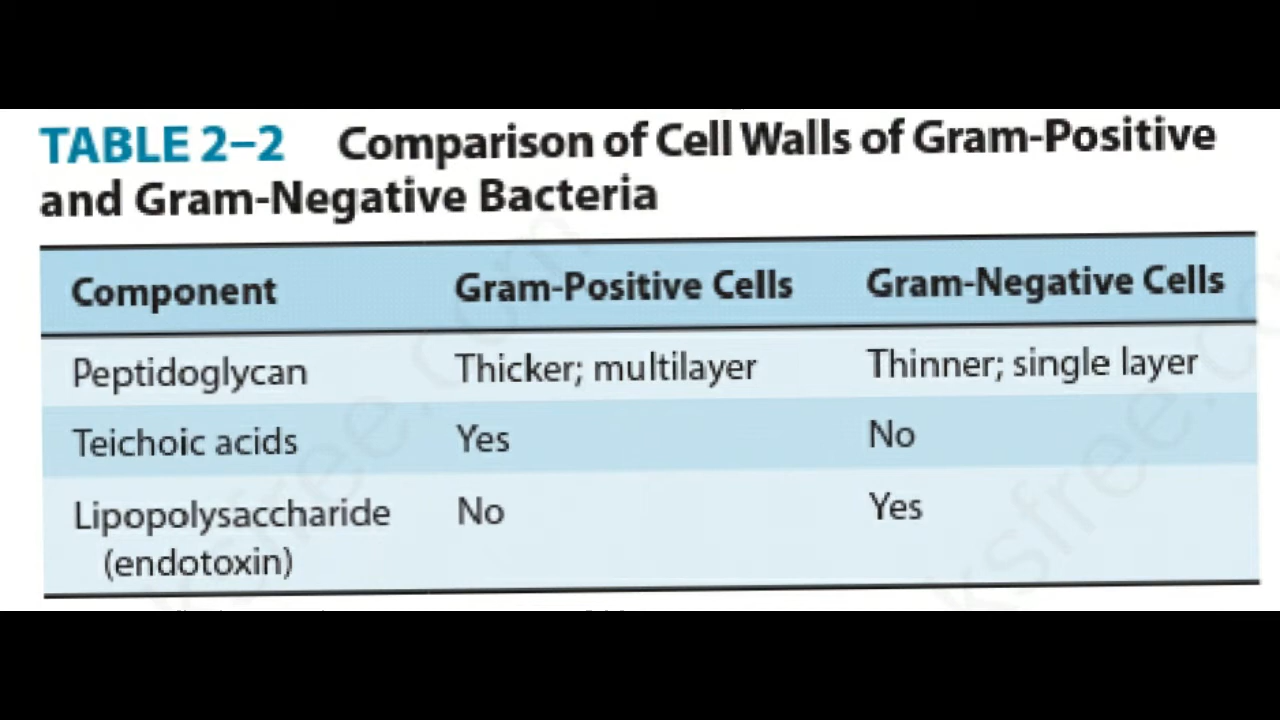 TABLE 2–2 Comparison of Cell Walls of Gram-Positive
and Gram-Negative Bacteria
Component Gram-Positive Cells Gram-Negative Cells
Peptidoglycan Thicker; multilayer Thinner; single layer
Teichoic acids Yes No
Lipopolysaccharide No Yes
(endotoxin)